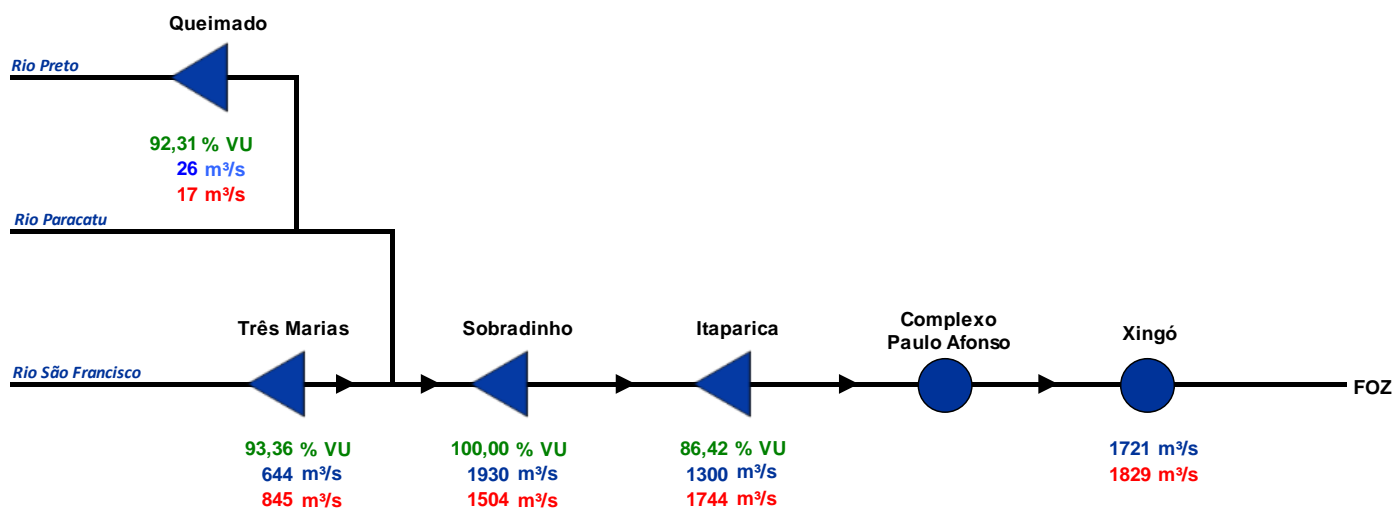 Queimado
Rio Preto
92,31 % VU
26 m³/s
17 m³/s
Rio Paracatu
Três Marias
Sobradinho
Itaparica
Complexo
Paulo Afonso
Xingó
Rio São Francisco
FOZ
93,36 % VU
644 m³/s
845 m³/s
100,00 % VU
1930 m³/s
1504 m³/s
86,42 % VU
1300 m³/s
1744 m³/s
1721 m³/s
1829 m³/s